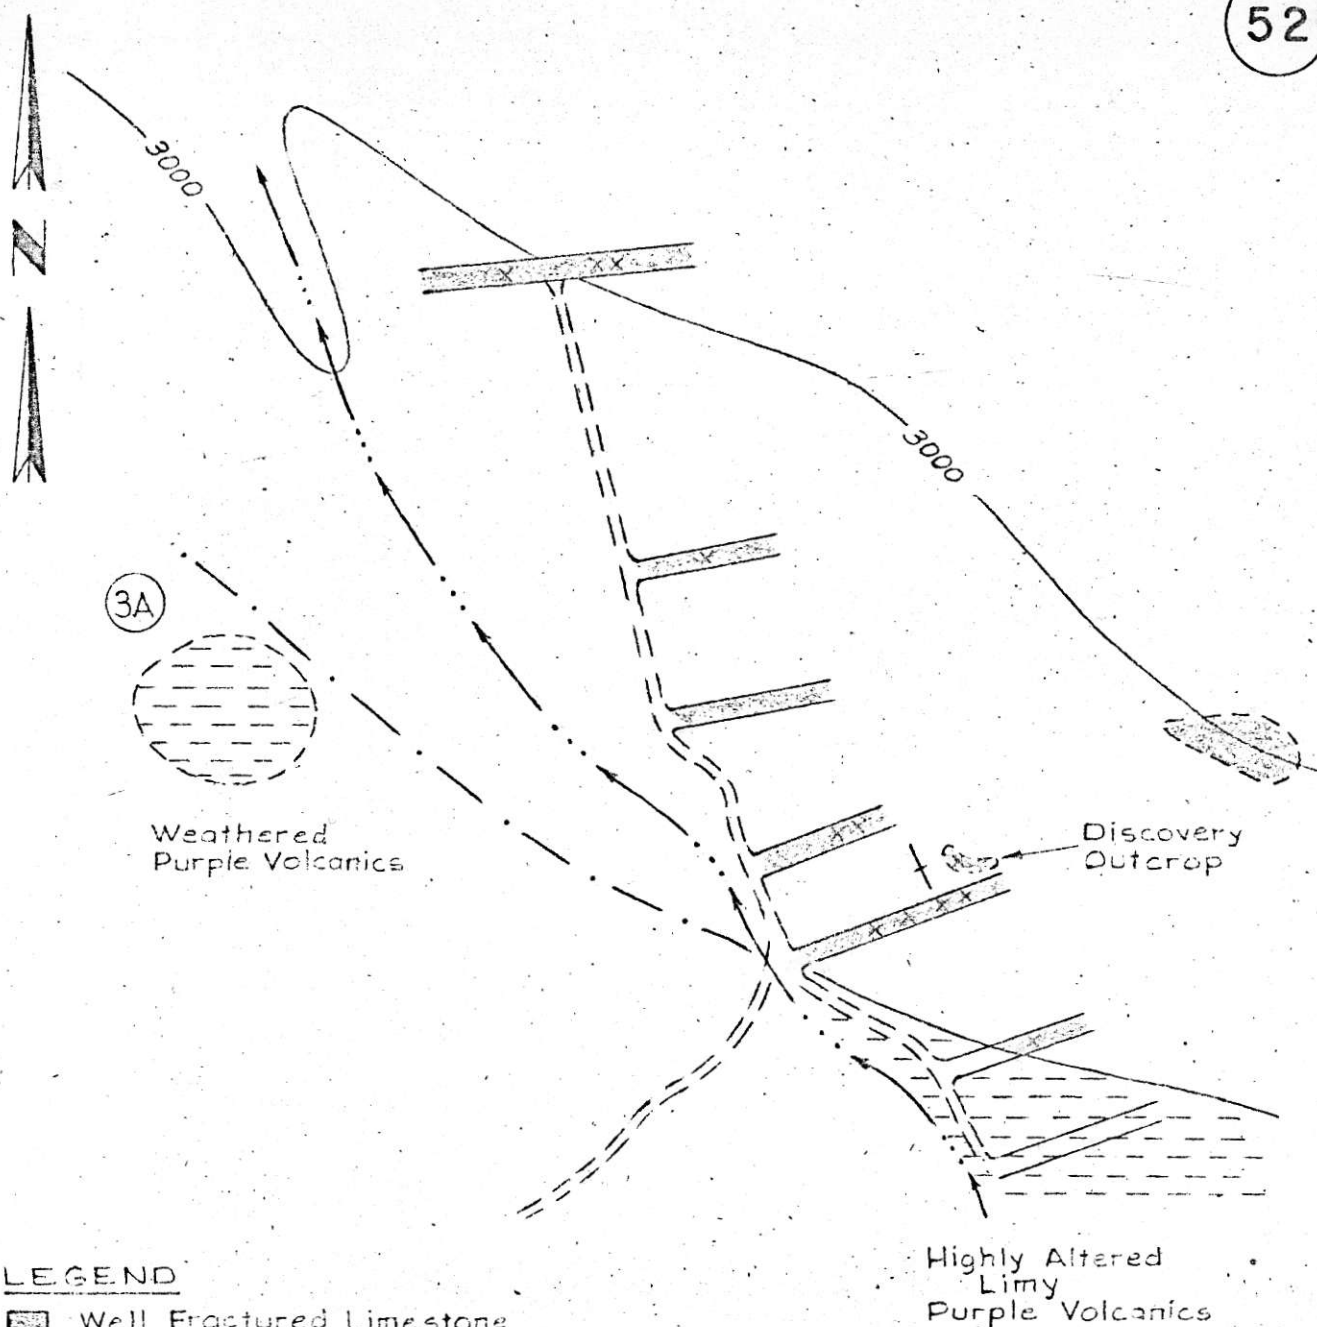 52
3000
N
3000
3A
Weathered
Purple Volcanics
Discovery
Outcrop
Highly Altered
Limy
Purple Volcanics
LEGEND
Well Fractured Limestone